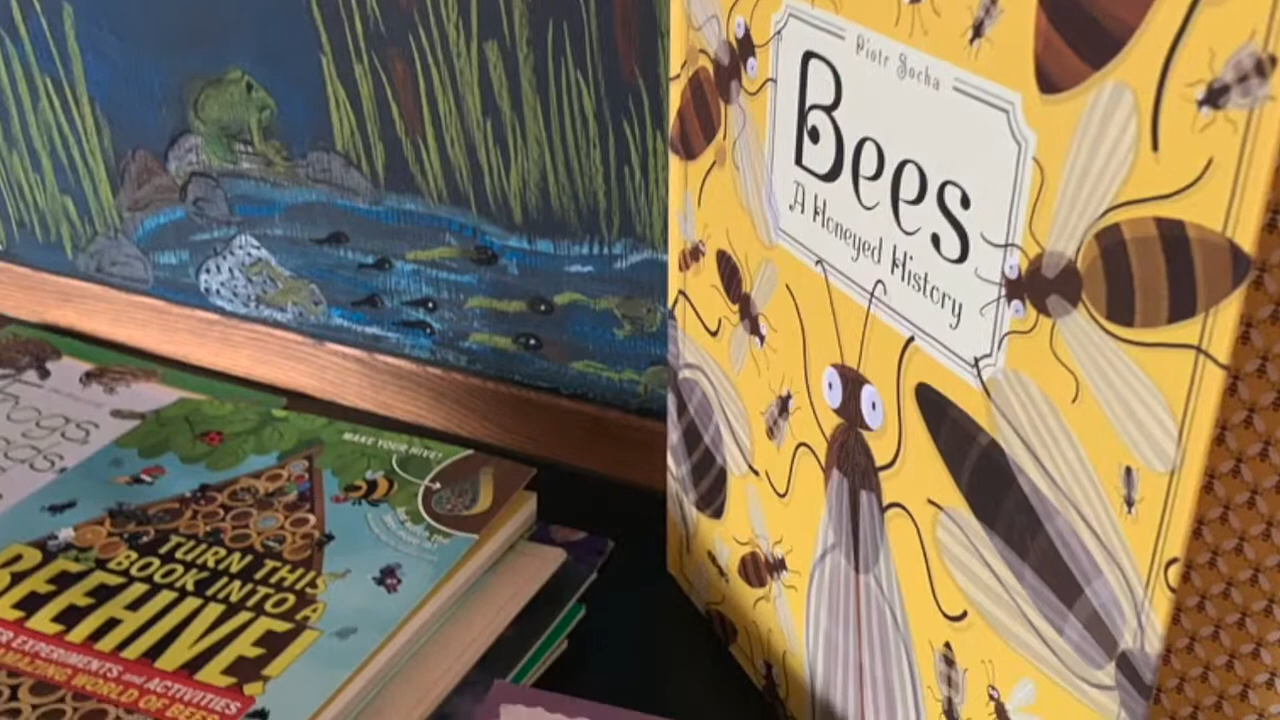 Piotr Socha
Bees
A Honeyed History
Frogs,
MAKE YOUR HIVE!
TURN THIS
BOOK INTO A
BEEHIVE!
EXPERIMENTS and ACTIVITIES
AMAZING WORLD OF BEES